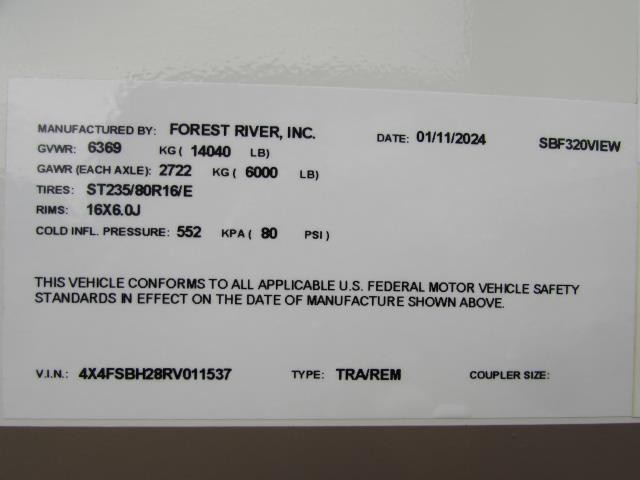 MANUFACTURED BY: FOREST RIVER, INC. DATE: 01/11/2024 SBF320VIEW
GVWR: 6369 KG ( 14040 LB)
GAWR (EACH AXLE): 2722 KG ( 6000 LB)
TIRES: ST235/80R16/E
RIMS: 16X6.0J
COLD INFL. PRESSURE: 552 KPA ( 80 PSI )
THIS VEHICLE CONFORMS TO ALL APPLICABLE U.S. FEDERAL MOTOR VEHICLE SAFETY
STANDARDS IN EFFECT ON THE DATE OF MANUFACTURE SHOWN ABOVE.
V.I.N.: 4X4FSBH28RV011537 TYPE: TRA/REM COUPLER SIZE: